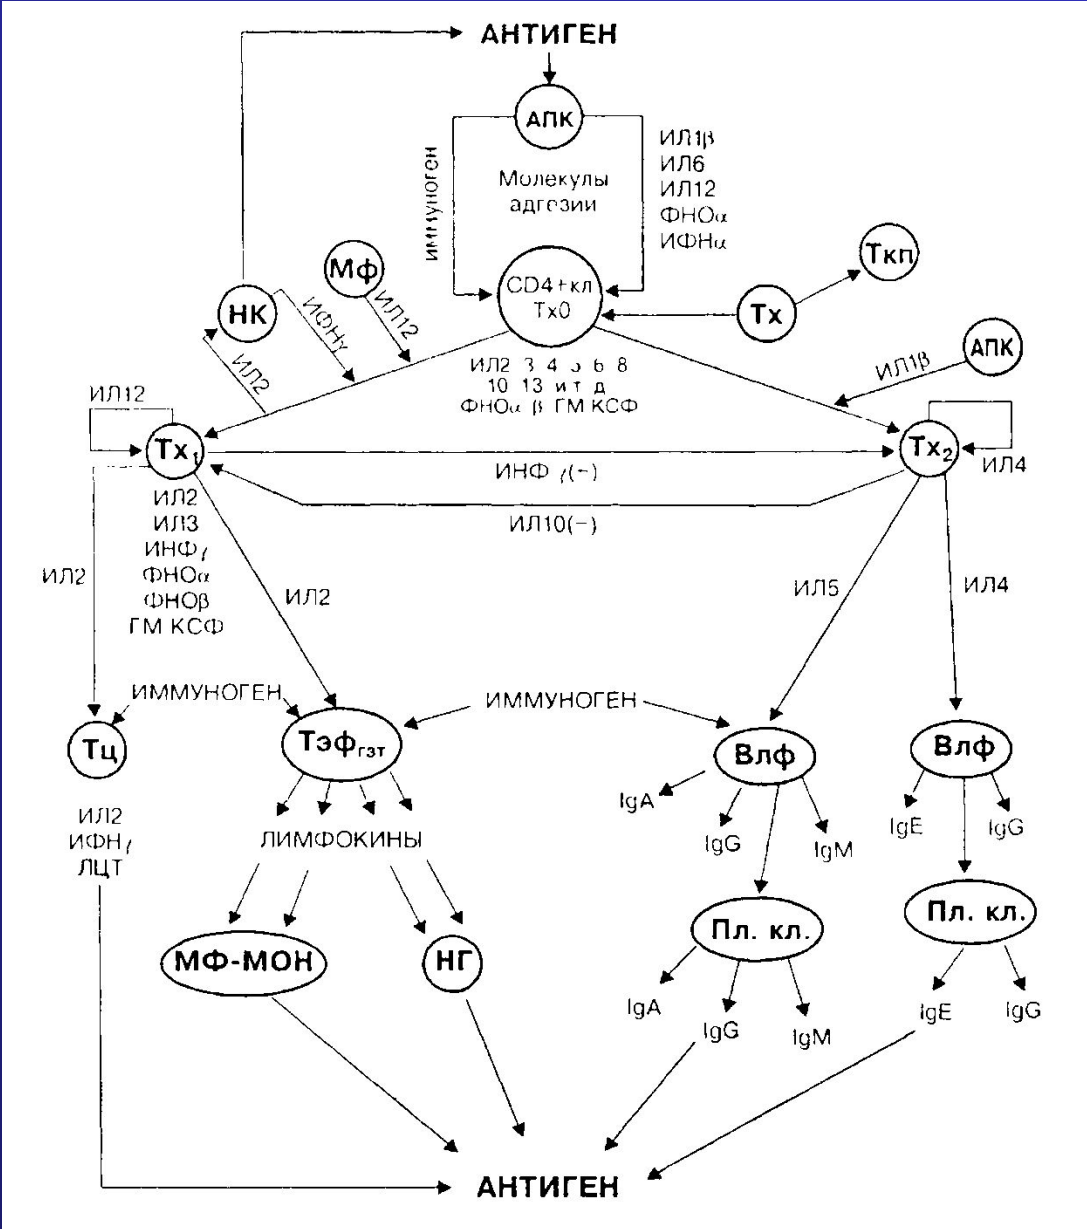 АНТИГЕН
АПК
иммуноген
Молекулы
адгезии
ИЛ1β
ИЛ6
ИЛ12
ФНОα
ИФНα
Мф
НК
ИФНγ
ИЛ12
ИЛ2
CD4+кл
Тх0
Тх
Ткп
АПК
ИЛ1β
ИЛ2 3 4 5 6 8
10 13 и т д
ФНОα β ГМ КСФ
ИЛ12
Тх1
Тх2
ИЛ4
ИНФ γ(−)
ИЛ10(−)
ИЛ2
ИЛ3
ИНФγ
ФНОα
ФНОβ
ГМ КСФ
ИЛ2
ИЛ2
ИЛ5
ИЛ4
ИММУНОГЕН
ИММУНОГЕН
Тц
Тэфгзт
Влф
Влф
ИЛ2
ИФНγ
ЛЦТ
ЛИМФОКИНЫ
IgA
IgG
IgM
IgE
IgG
МФ-МОН
НГ
Пл. кл.
Пл. кл.
IgA
IgG
IgM
IgE
IgG
АНТИГЕН